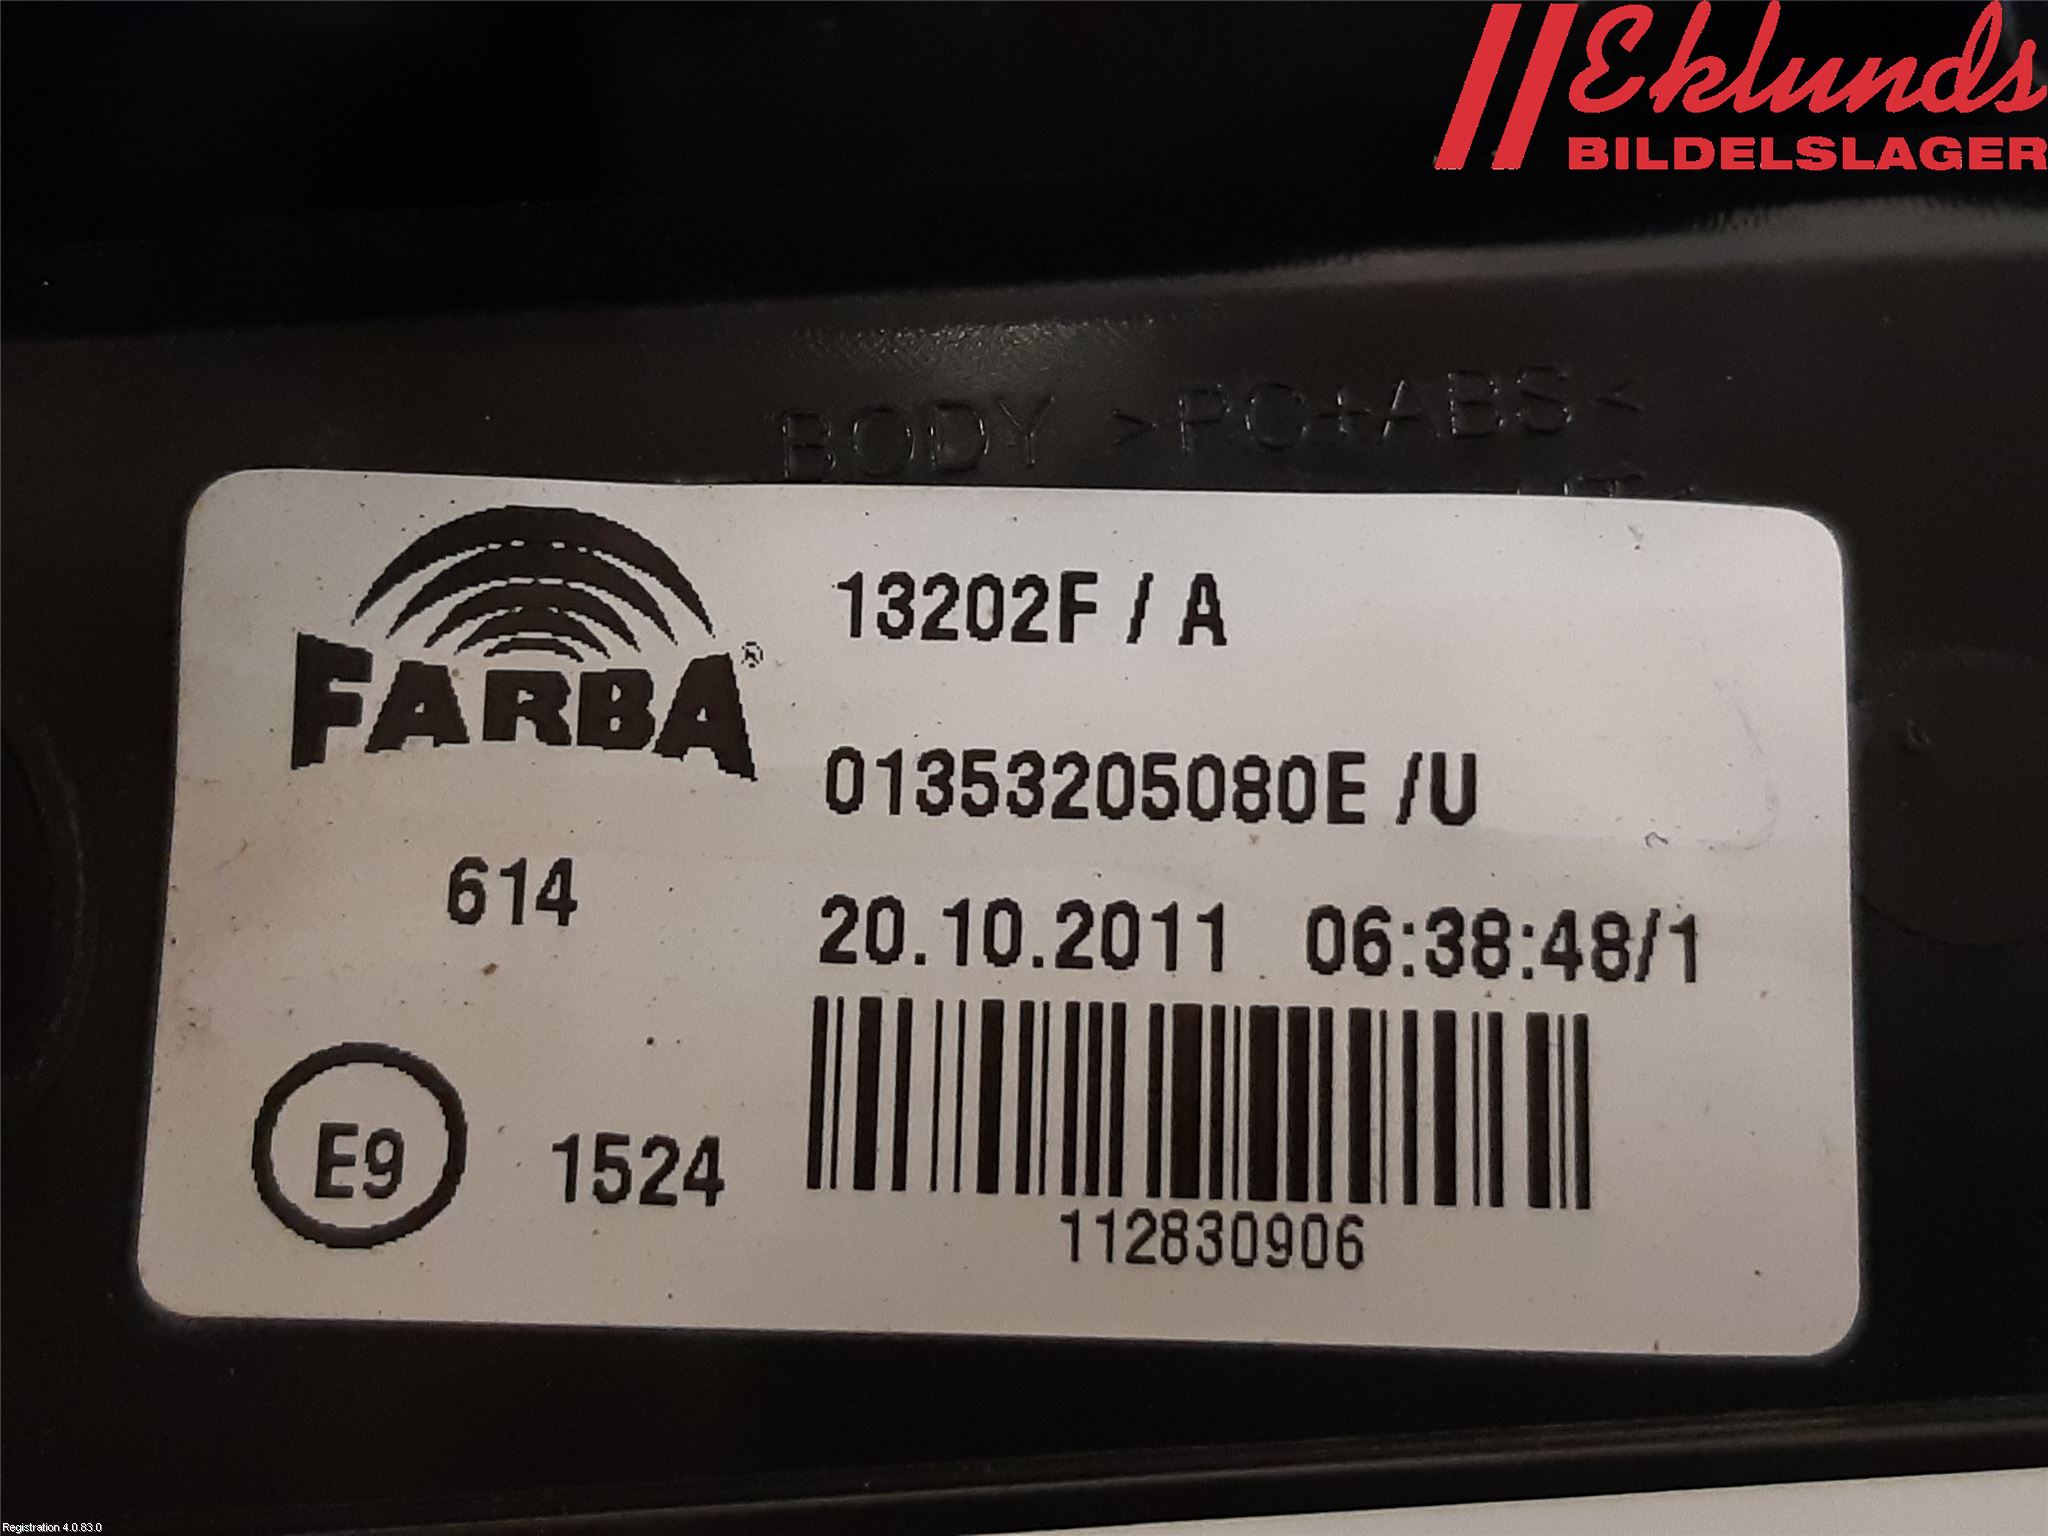 Eklunds
BILDELSLAGER
BODY >PC+ABS<
FARBA®
13202F / A
01353205080E /U
614
20.10.2011 06:38:48/1
E9
1524
112830906
Registration 4.0.83.0